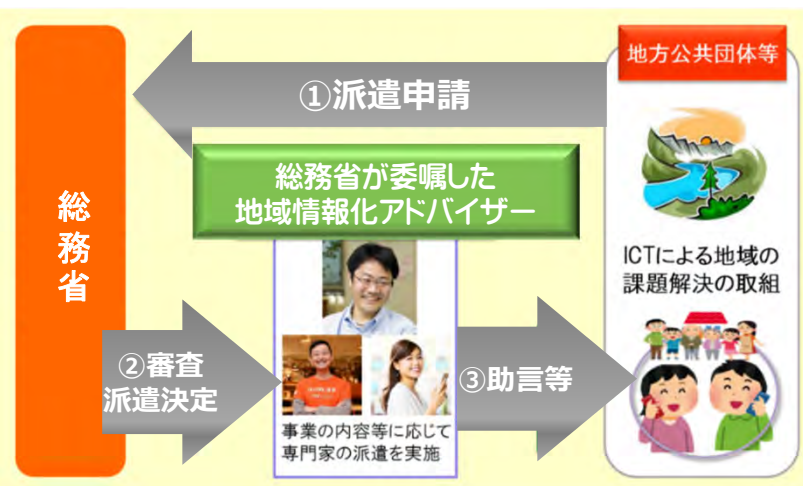 地方公共団体等
①派遣申請
総務省が委嘱した
地域情報化アドバイザー
総務省
ICTによる地域の
課題解決の取組
②審査
派遣決定
③助言等
事業の内容等に応じて
専門家の派遣を実施